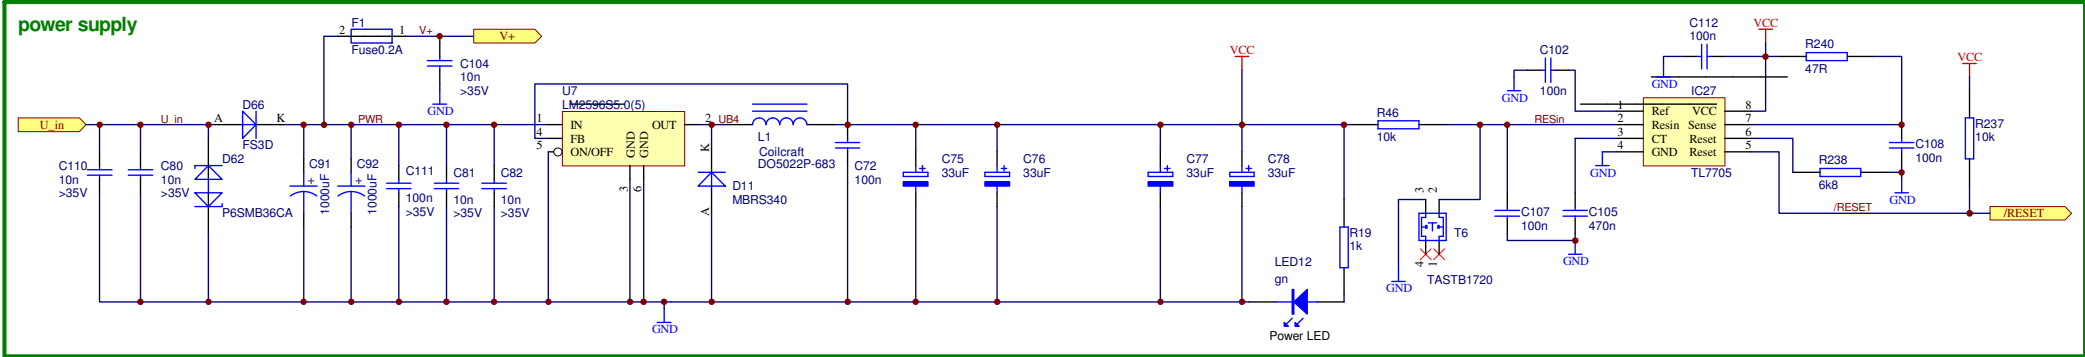 power supply
U_in
C110
10n
>35V
C80
10n
>35V
U_in
A
D66
K
FS3D
D62
P6SMB36CA
2
F1
1
Fuse0.2A
V+
V+
C104
10n
>35V
GND
PWR
C91
1000uF
+
C92
1000uF
+
C111
100n
>35V
C81
10n
>35V
C82
10n
>35V
U7
LM2596S5.0(5)
1
4
5
IN
FB
ON/OFF
OUT
GND
GND
3
6
2
UB4
GND
K
A
D11
MBRS340
L1
Coilcraft
DO5022P-683
C72
100n
C75
33uF
+
C76
33uF
+
C77
33uF
+
C78
33uF
+
VCC
LED12
gn
Power LED
R19
1k
R46
10k
3
2
4
1
T6
TASTB1720
GND
RESin
C107
100n
C105
470n
GND
C102
100n
GND
C112
100n
GND
VCC
IC27
1
2
3
4
Ref
Resin
CT
GND
VCC
Sense
Reset
Reset
8
7
6
5
TL7705
GND
R240
47R
R238
6k8
C108
100n
GND
VCC
R237
10k
/RESET
/RESET